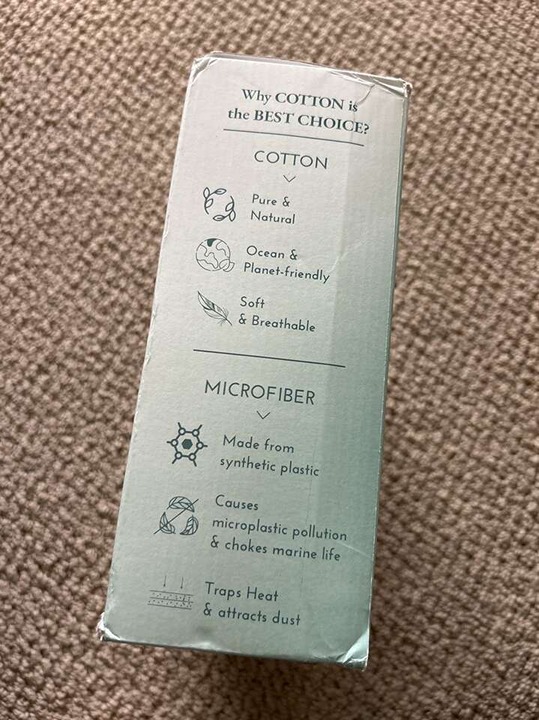 Why COTTON is
the BEST CHOICE?
COTTON
Pure &
Natural
Ocean &
Planet-friendly
Soft
& Breathable
MICROFIBER
Made from
synthetic plastic
Causes
microplastic pollution
& chokes marine life
Traps Heat
& attracts dust